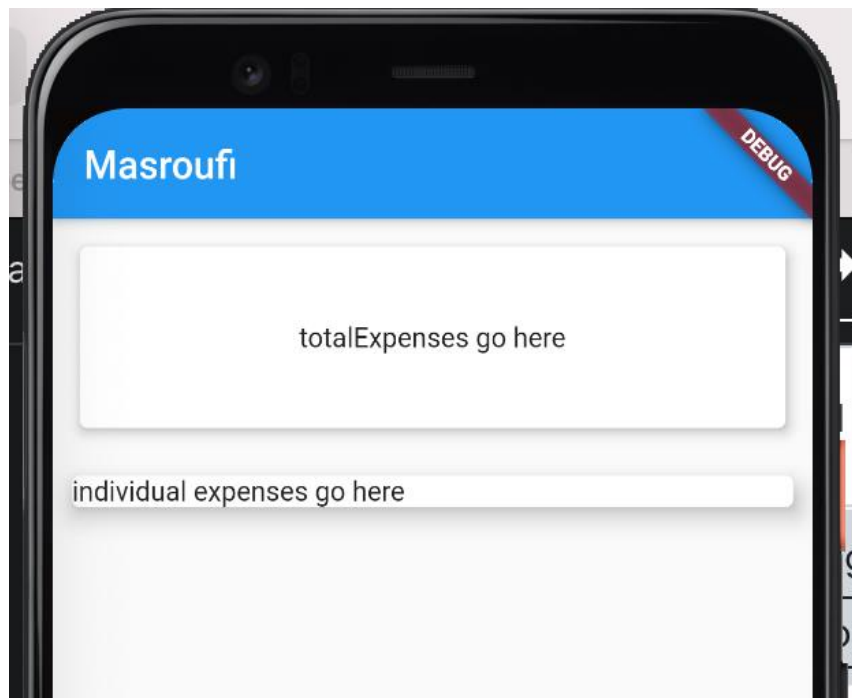 Masroufi
DEBUG
totalExpenses go here
individual expenses go here